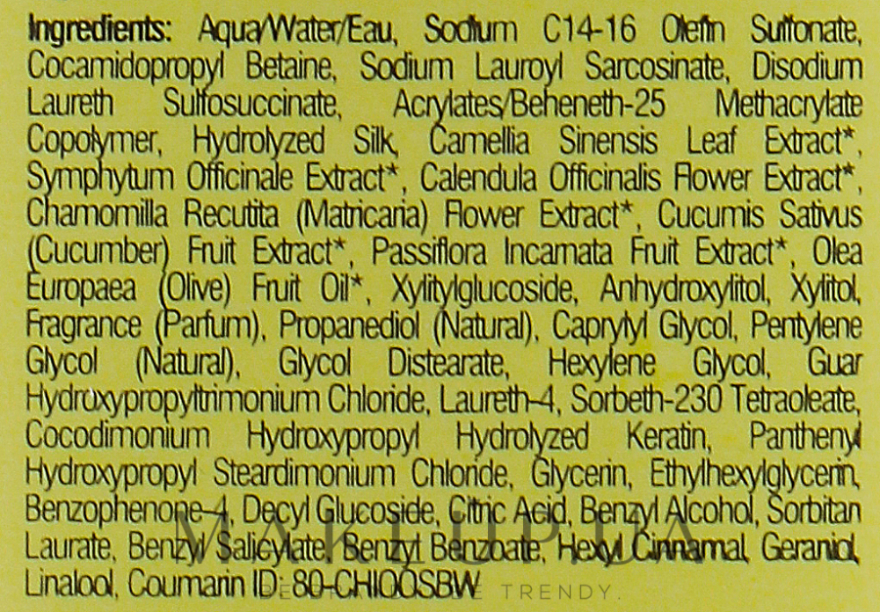 Ingredients: Aqua/Water/Eau, Sodium C14-16 Olefin Sulfonate,
Cocamidopropyl Betaine, Sodium Lauroyl Sarcosinate, Disodium
Laureth Sulfosuccinate, Acrylates/Beheneth-25 Methacrylate
Copolymer, Hydrolyzed Silk, Camellia Sinensis Leaf Extract*,
Symphytum Officinale Extract*, Calendula Officinalis Flower Extract*,
Chamomilla Recutita (Matricaria) Flower Extract*, Cucumis Sativus
(Cucumber) Fruit Extract*, Passiflora Incarnata Fruit Extract*, Olea
Europaea (Olive) Fruit Oil*, Xylitylglucoside, Anhydroxylitol, Xylitol,
Fragrance (Parfum), Propanediol (Natural), Caprylyl Glycol, Pentylene
Glycol (Natural), Glycol Distearate, Hexylene Glycol, Guar
Hydroxypropyltrimonium Chloride, Laureth-4, Sorbeth-230 Tetraoleate,
Cocodimonium Hydroxypropyl Hydrolyzed Keratin, Panthenyl
Hydroxypropyl Steardimonium Chloride, Glycerin, Ethylhexylglycerin,
Benzophenone-4, Decyl Glucoside, Citric Acid, Benzyl Alcohol, Sorbitan
Laurate, Benzyl Salicylate, Benzyl Benzoate, Hexyl Cinnamal, Geraniol,
Linalool, Coumarin ID: 80-CHIOOSBW
MAKEUP.UA
TRENDY.